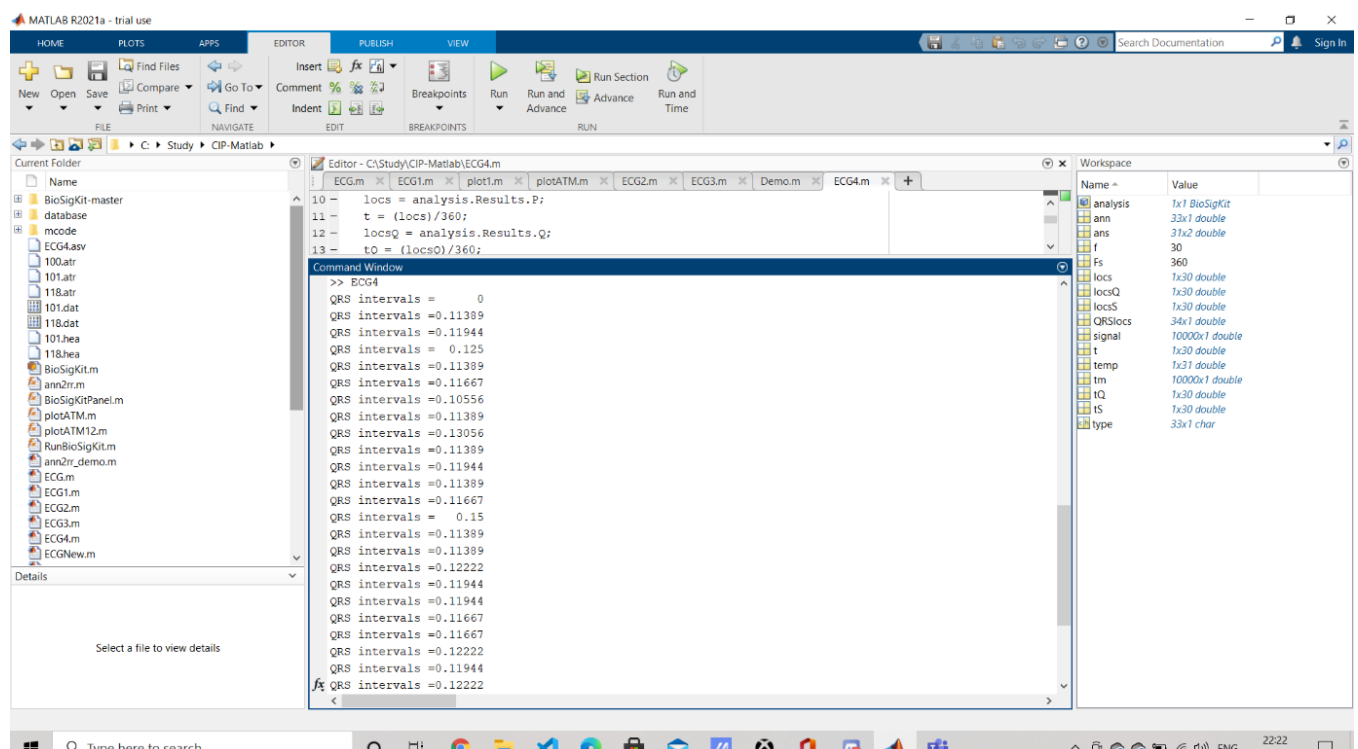 MATLAB R2021a - trial use
HOME PLOTS APPS EDITOR PUBLISH VIEW Search Documentation Sign In
New Open Save Find Files Compare Print Go To Find Insert fx Comment % Indent Breakpoints Run Run and Advance Run Section Advance Run and Time
FILE NAVIGATE EDIT BREAKPOINTS RUN
C: Study CIP-Matlab
Current Folder
Name
BioSigKit-master
database
mcode
ECG4.asv
100.atr
101.atr
118.atr
101.dat
118.dat
101.hea
118.hea
BioSigKit.m
ann2rr.m
BioSigKitPanel.m
plotATM.m
plotATM12.m
RunBioSigKit.m
ann2rr_demo.m
ECG.m
ECG1.m
ECG2.m
ECG3.m
ECG4.m
ECGNew.m
Details
Select a file to view details
Editor - C:\Study\CIP-Matlab\ECG4.m
ECG.m ECG1.m plot1.m plotATM.m ECG2.m ECG3.m Demo.m ECG4.m +
10 - locs = analysis.Results.P;
11 - t = (locs)/360;
12 - locsQ = analysis.Results.Q;
13 - tQ = (locsQ)/360;
Command Window
>> ECG4
QRS intervals = 0
QRS intervals =0.11389
QRS intervals =0.11944
QRS intervals = 0.125
QRS intervals =0.11389
QRS intervals =0.11667
QRS intervals =0.10556
QRS intervals =0.11389
QRS intervals =0.13056
QRS intervals =0.11389
QRS intervals =0.11944
QRS intervals =0.11389
QRS intervals =0.11667
QRS intervals = 0.15
QRS intervals =0.11389
QRS intervals =0.11389
QRS intervals =0.12222
QRS intervals =0.11944
QRS intervals =0.11944
QRS intervals =0.11667
QRS intervals =0.11667
QRS intervals =0.12222
QRS intervals =0.11944
fx QRS intervals =0.12222
Workspace
Name Value
analysis 1x1 BioSigKit
ann 33x1 double
ans 31x2 double
f 30
Fs 360
locs 1x30 double
locsQ 1x30 double
locsS 1x30 double
QRSlocs 34x1 double
signal 10000x1 double
t 1x30 double
temp 1x31 double
tm 10000x1 double
tQ 1x30 double
tS 1x30 double
type 33x1 char
Type here to search
ENG
22:22